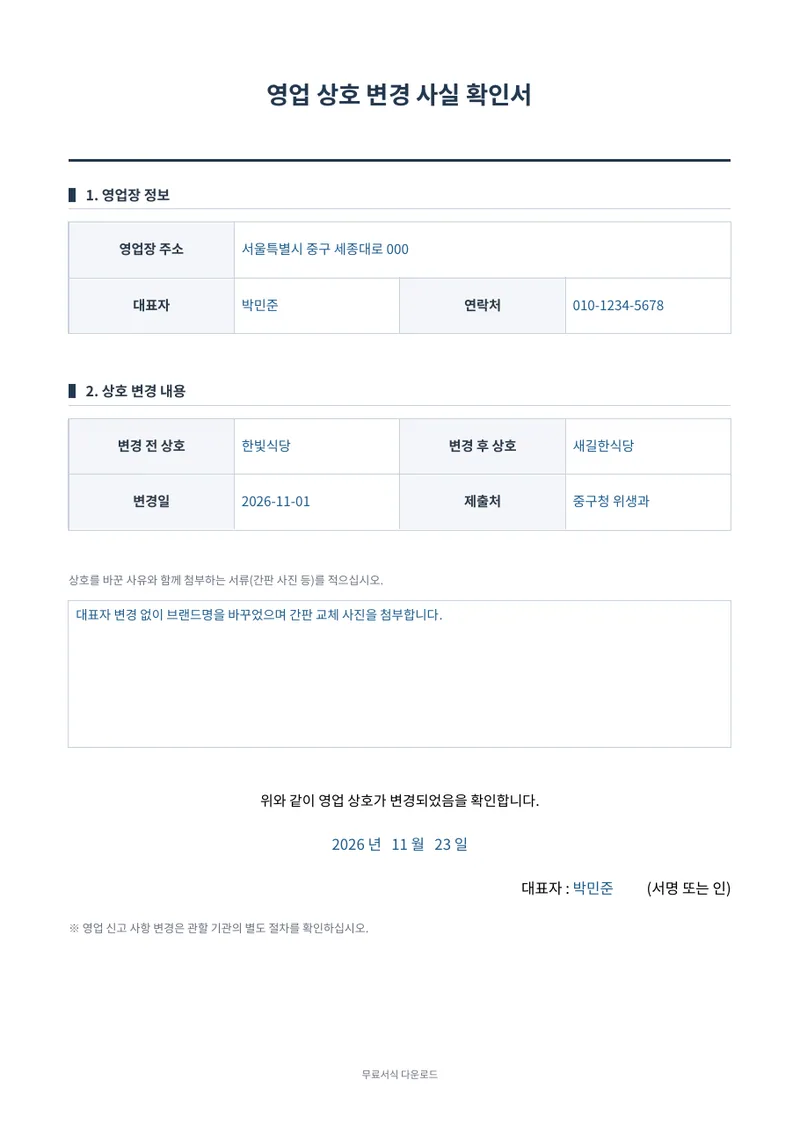 영업 상호 변경 사실 확인서
1. 영업장 정보
영업장 주소 서울특별시 중구 세종대로 000
대표자 박민준 연락처 010-1234-5678
2. 상호 변경 내용
변경 전 상호 한빛식당 변경 후 상호 새길한식당
변경일 2026-11-01 제출처 중구청 위생과
상호를 바꾼 사유와 함께 첨부하는 서류(간판 사진 등)를 적으십시오.
대표자 변경 없이 브랜드명을 바꾸었으며 간판 교체 사진을 첨부합니다.
위와 같이 영업 상호가 변경되었음을 확인합니다.
2026 년 11 월 23 일
대표자 : 박민준 (서명 또는 인)
※ 영업 신고 사항 변경은 관할 기관의 별도 절차를 확인하십시오.
무료서식 다운로드